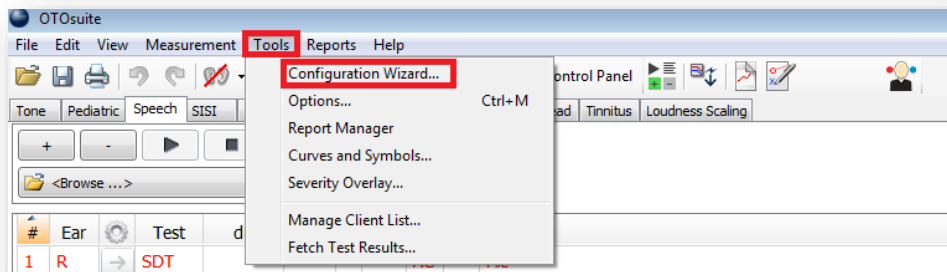 OTOsuite
File Edit View Measurement Tools Reports Help
Configuration Wizard... ontrol Panel
Options... Ctrl+M
Tone Pediatric Speech SISI ad Tinnitus Loudness Scaling
Report Manager
+ -
Curves and Symbols...
<Browse ...> Severity Overlay...
Manage Client List...
# Ear Test d
Fetch Test Results...
1 R SDT